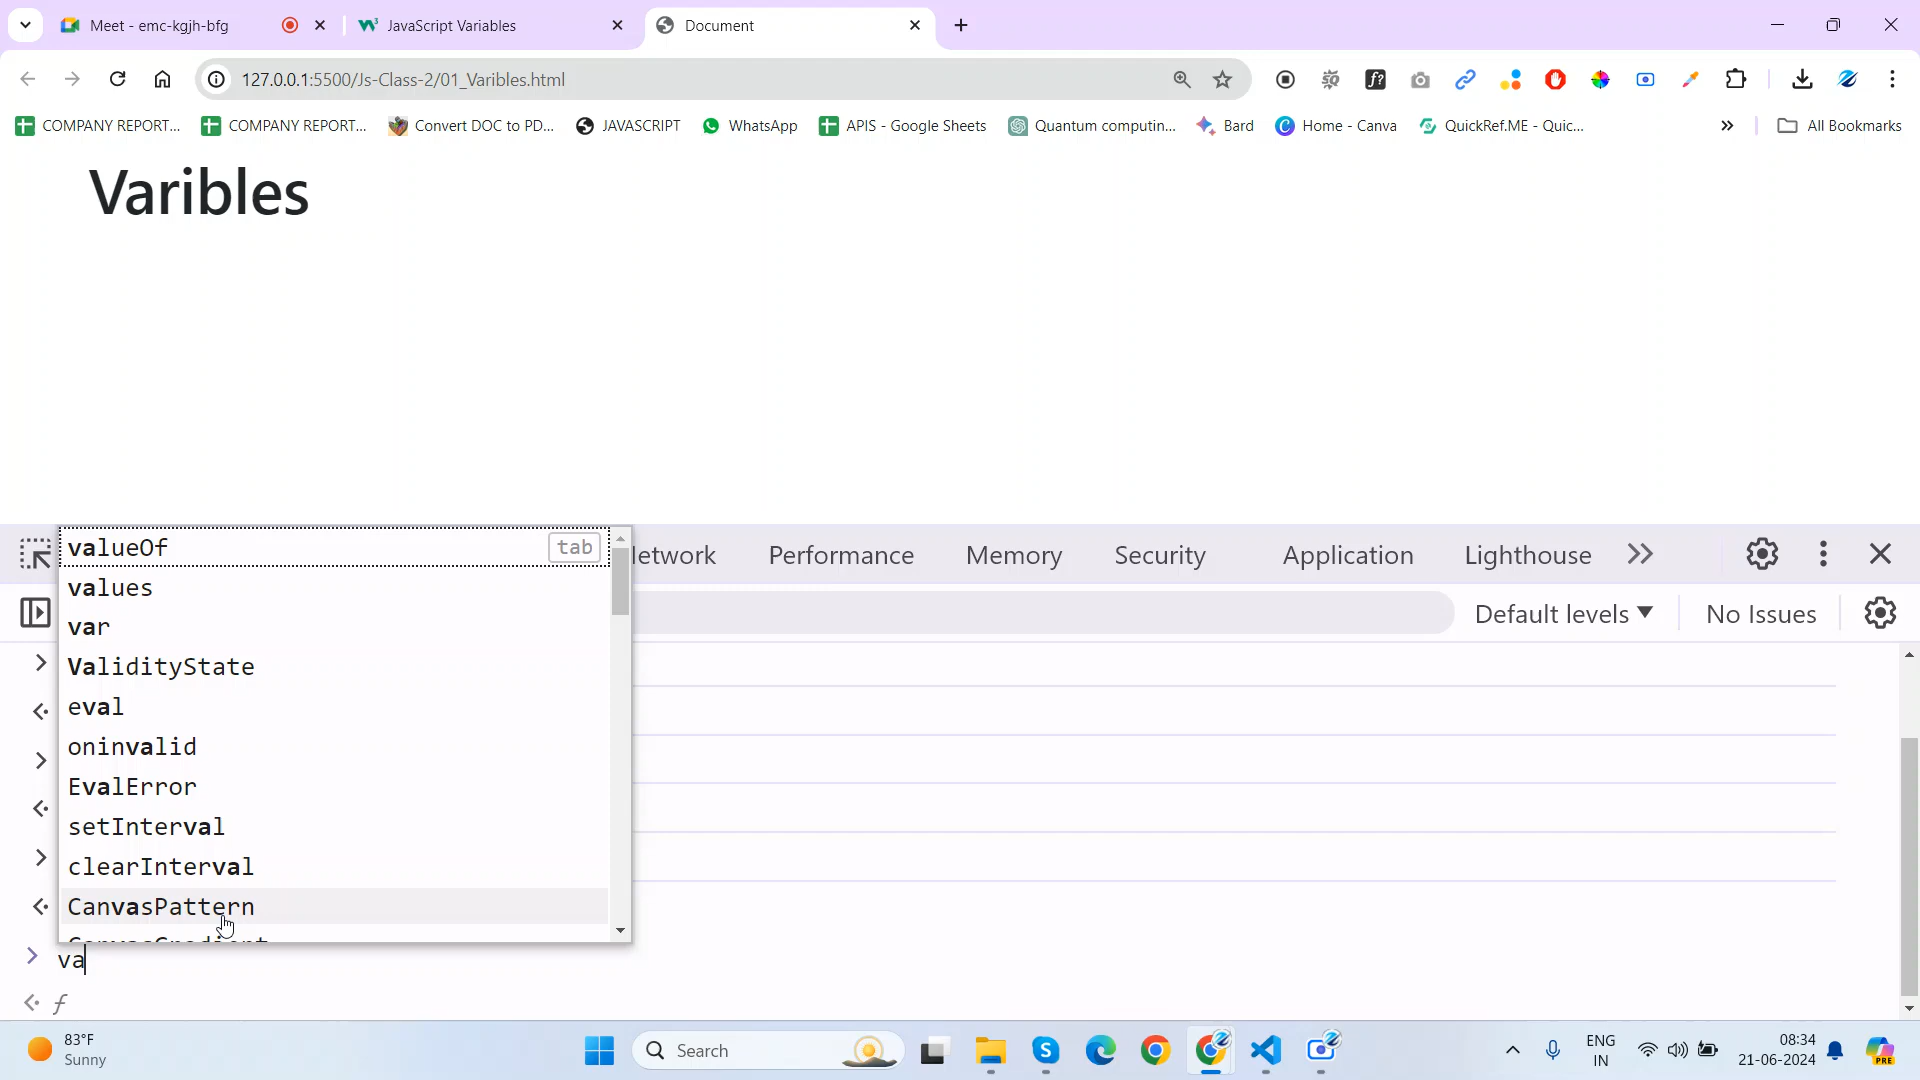 Meet - emc-kgjh-bfg
JavaScript Variables
Document
127.0.0.1:5500/Js-Class-2/01_Varibles.html
COMPANY REPORT...
COMPANY REPORT...
Convert DOC to PD...
JAVASCRIPT
WhatsApp
APIS - Google Sheets
Quantum computin...
Bard
Home - Canva
QuickRef.ME - Quic...
All Bookmarks
Varibles
valueOf tab
values
var
ValidityState
eval
oninvalid
EvalError
setInterval
clearInterval
CanvasPattern
CanvasGradient
etwork
Performance
Memory
Security
Application
Lighthouse
Default levels
No Issues
va
f
83°F
Sunny
Search
ENG
IN
08:34
21-06-2024
PRE